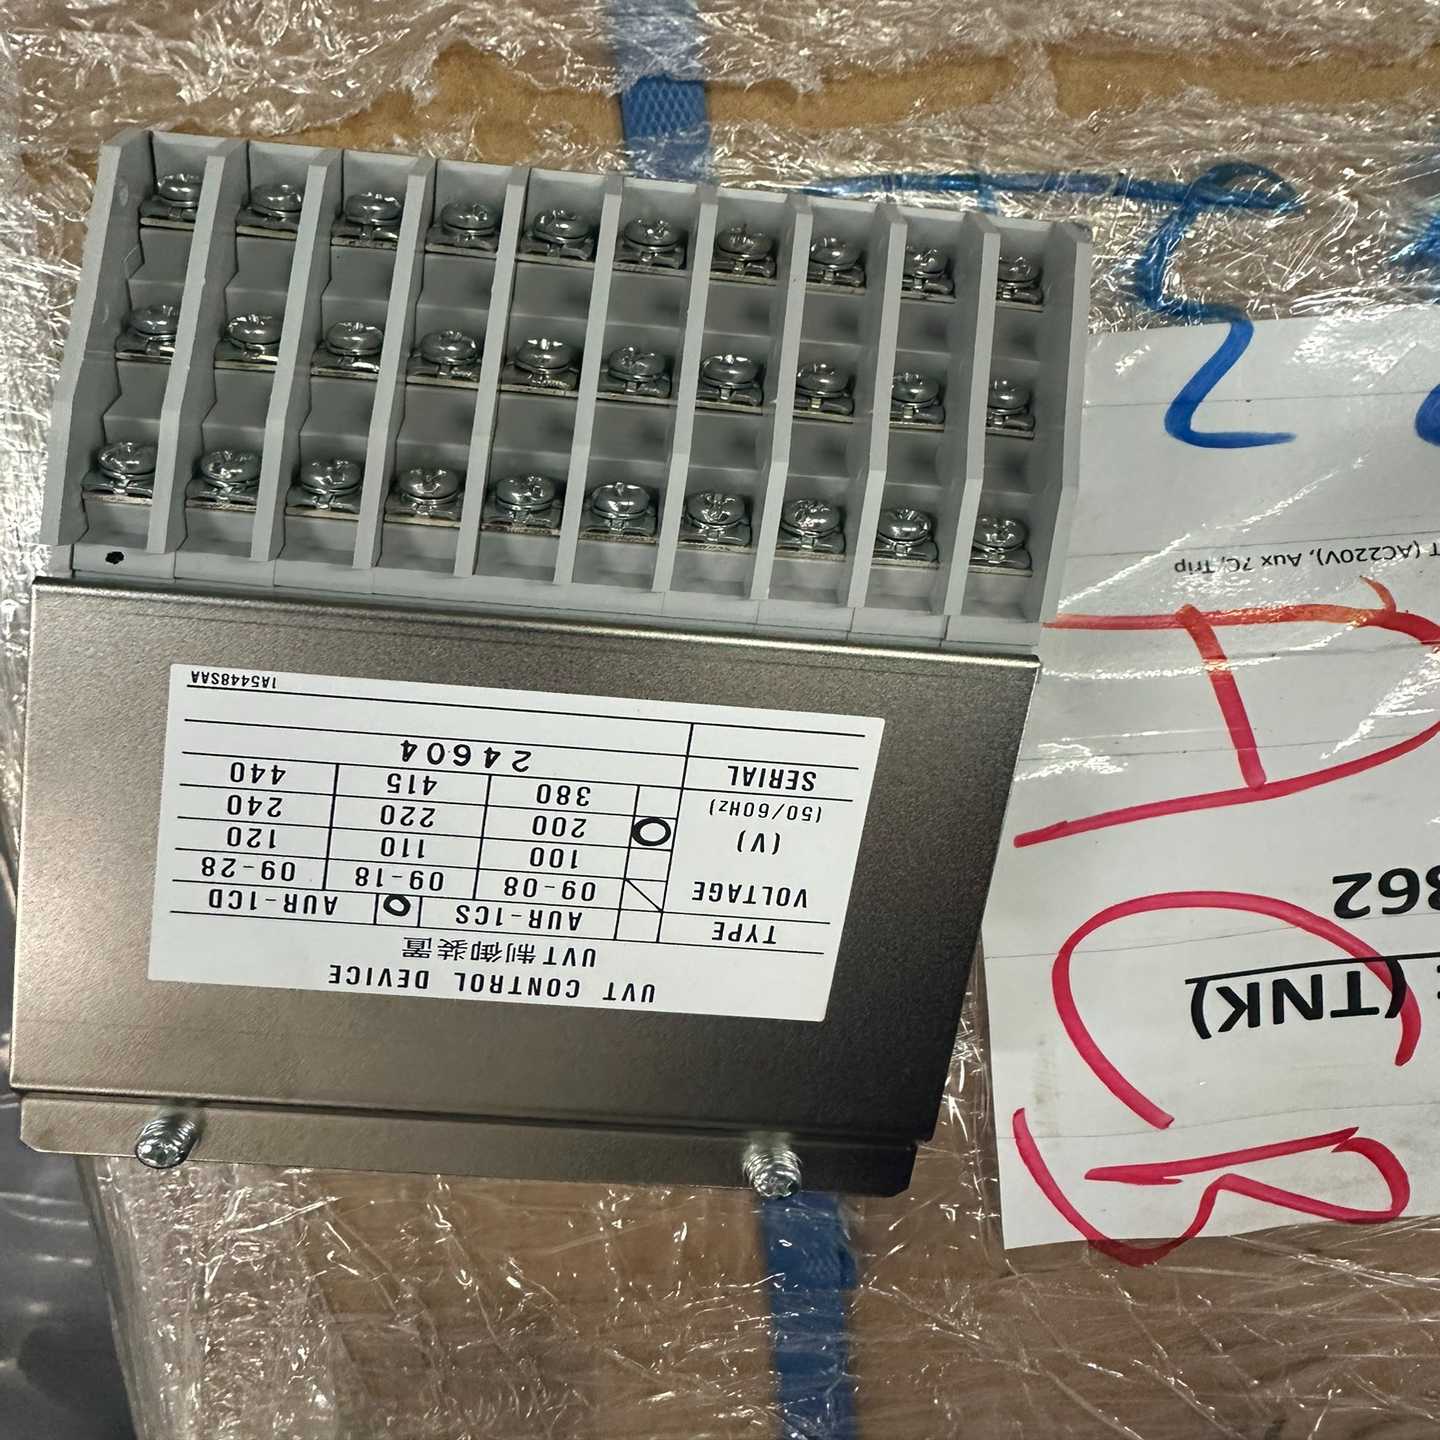 UVT CONTROL DEVICE
UVT制御装置
TYPE AUR-1CS O AUR-1CD
VOLTAGE 09-08 09-18 09-28
(V) 100 110 120
(50/60Hz) O 200 220 240
380 415 440
SERIAL 24604
1A5448SAA
(TNK)
862
T (AC220V), Aux 7C, Trip
ACB